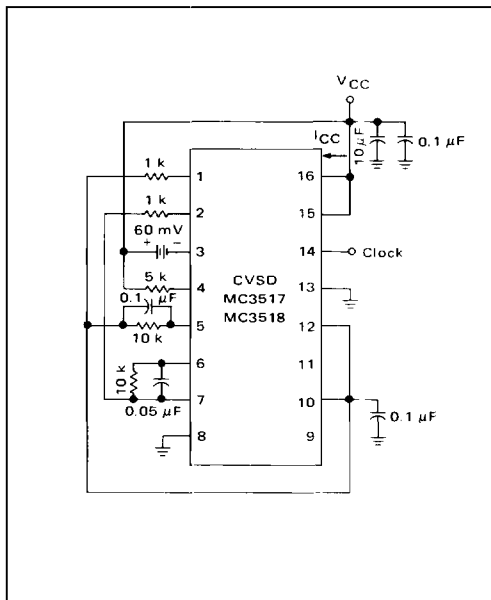 VCC
ICC
10 µF
0.1 µF
1 k
1
16
1 k
2
15
60 mV
+ −
3
14
Clock
5 k
4
CVSD
MC3517
MC3518
13
0.1 µF
5
12
10 k
6
11
10 k
7
10
0.05 µF
0.1 µF
8
9